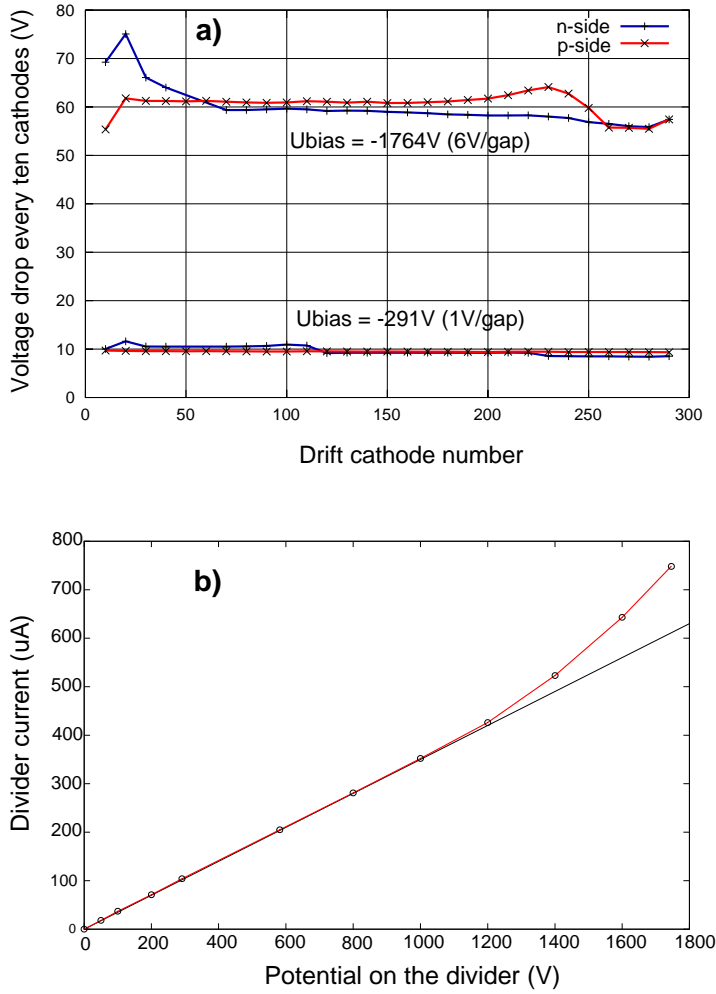 a)
n-side
p-side
Voltage drop every ten cathodes (V)
80
70
60
50
40
30
20
10
0
Ubias = -1764V (6V/gap)
Ubias = -291V (1V/gap)
0 50 100 150 200 250 300
Drift cathode number
b)
Divider current (uA)
800
700
600
500
400
300
200
100
0
0 200 400 600 800 1000 1200 1400 1600 1800
Potential on the divider (V)